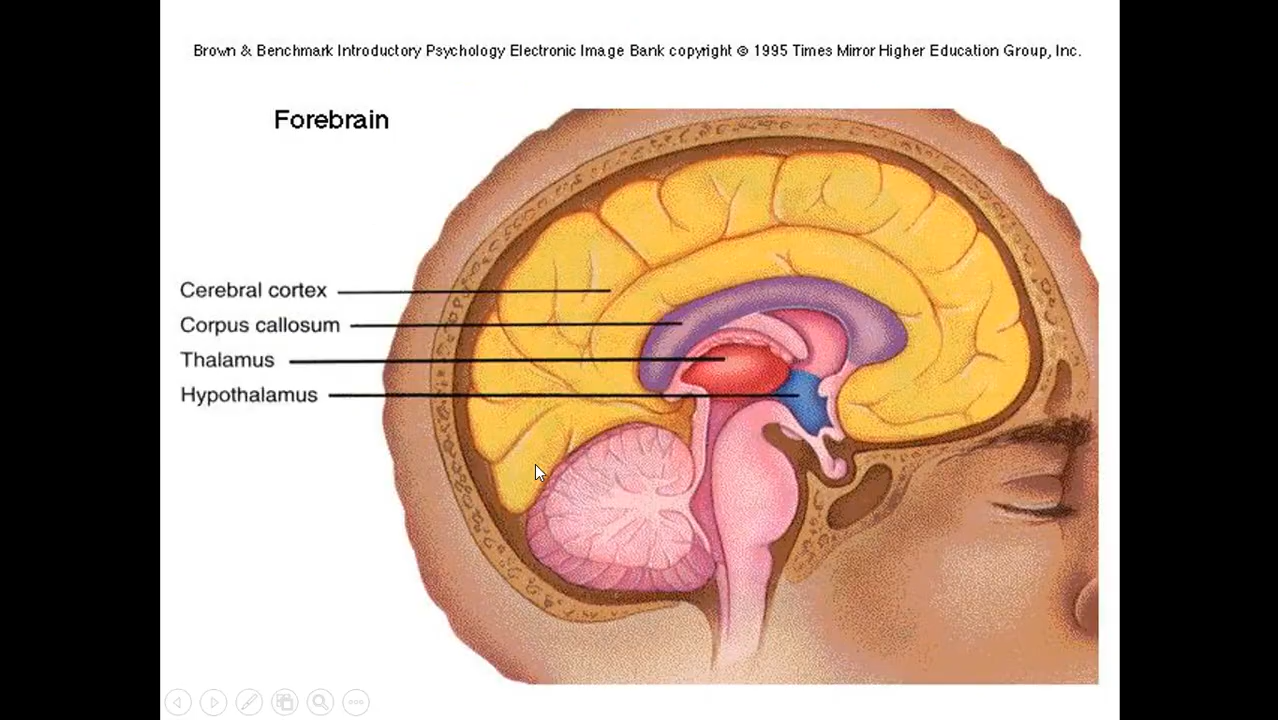 Brown & Benchmark Introductory Psychology Electronic Image Bank copyright © 1995 Times Mirror Higher Education Group, Inc.
Forebrain
Cerebral cortex
Corpus callosum
Thalamus
Hypothalamus